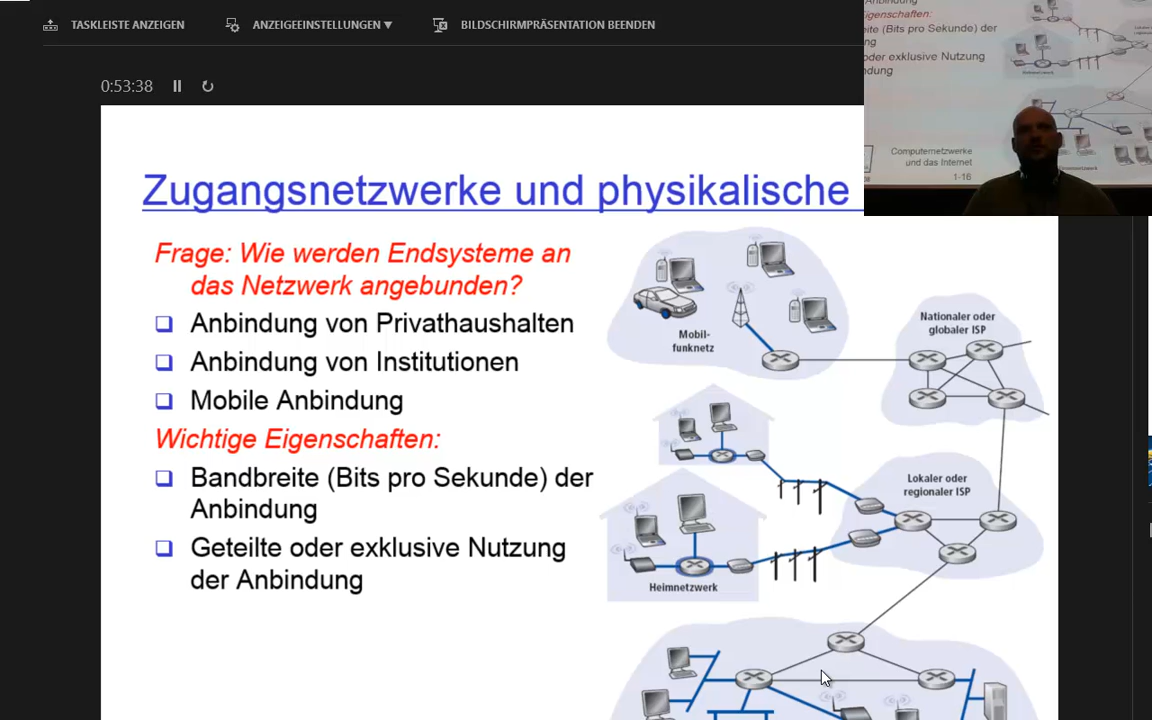 TASKLEISTE ANZEIGEN
ANZEIGEEINSTELLUNGEN ▼
BILDSCHIRMPRÄSENTATION BEENDEN
0:53:38
Zugangsnetzwerke und physikalische
Frage: Wie werden Endsysteme an
das Netzwerk angebunden?
❑ Anbindung von Privathaushalten
❑ Anbindung von Institutionen
❑ Mobile Anbindung
Wichtige Eigenschaften:
❑ Bandbreite (Bits pro Sekunde) der
Anbindung
❑ Geteilte oder exklusive Nutzung
der Anbindung
Mobil-
funknetz
Nationaler oder
globaler ISP
Lokaler oder
regionaler ISP
Heimnetzwerk
Eigenschaften:
eite (Bits pro Sekunde) der
ng
oder exklusive Nutzung
ndung
Computernetzwerke
und das Internet
1-16